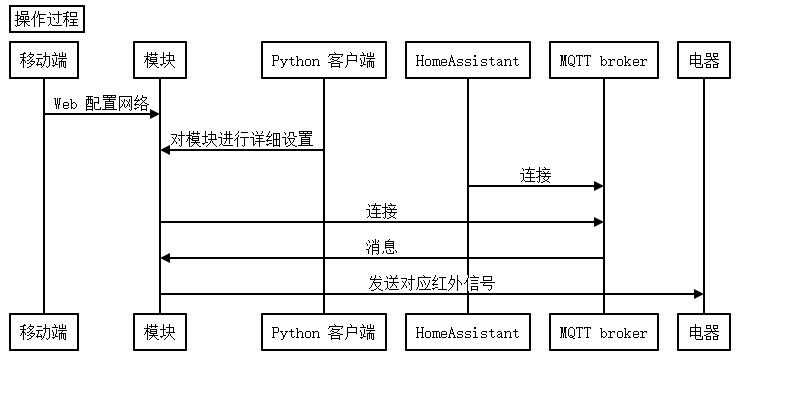 操作过程
移动端 模块 Python 客户端 HomeAssistant MQTT broker 电器
Web 配置网络
对模块进行详细设置
连接
连接
消息
发送对应红外信号
移动端 模块 Python 客户端 HomeAssistant MQTT broker 电器